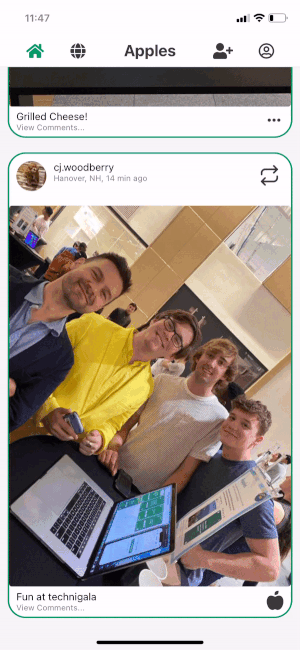 11:47
Apples
Grilled Cheese!
View Comments...
cj.woodberry
Hanover, NH, 14 min ago
Fun at technigala
View Comments...